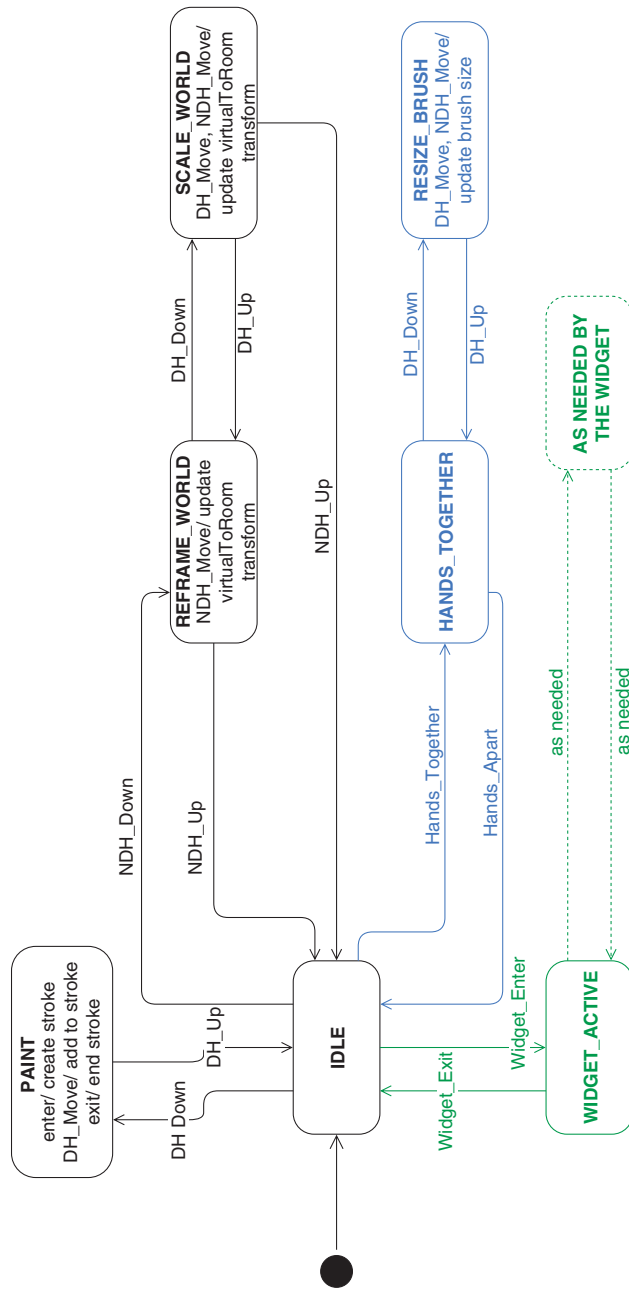 PAINT
enter/ create stroke
DH_Move/ add to stroke
exit/ end stroke
DH Down
DH_Up
NDH_Down
NDH_Up
REFRAME_WORLD
NDH_Move/ update
virtualToRoom
transform
DH_Down
DH_Up
SCALE_WORLD
DH_Move, NDH_Move/
update virtualToRoom
transform
NDH_Up
IDLE
Hands_Together
Hands_Apart
HANDS_TOGETHER
DH_Down
DH_Up
RESIZE_BRUSH
DH_Move, NDH_Move/
update brush size
Widget_Exit
Widget_Enter
WIDGET_ACTIVE
as needed
as needed
AS NEEDED BY
THE WIDGET